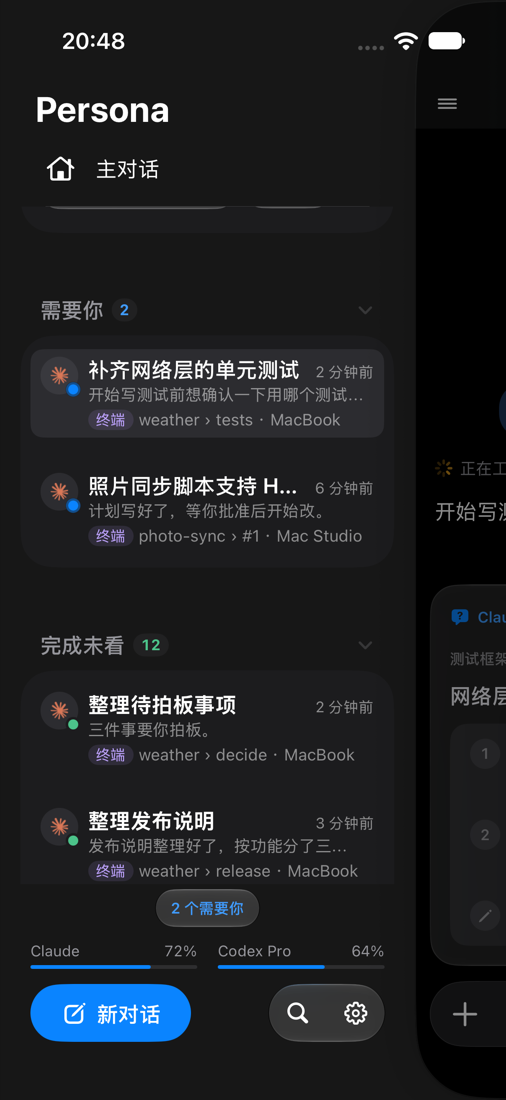 20:48
Persona
主对话
需要你 2
补齐网络层的单元测试 2 分钟前
开始写测试前想确认一下用哪个测试…
终端 weather › tests · MacBook
照片同步脚本支持 H... 6 分钟前
计划写好了，等你批准后开始改。
终端 photo-sync › #1 · Mac Studio
完成未看 12
整理待拍板事项 2 分钟前
三件事要你拍板。
终端 weather › decide · MacBook
整理发布说明 3 分钟前
发布说明整理好了，按功能分了三…
终端 weather › release · MacBook
2 个需要你
Claude 72% Codex Pro 64%
新对话
正在工
开始写测
Clau
测试框架
网络层
1
2